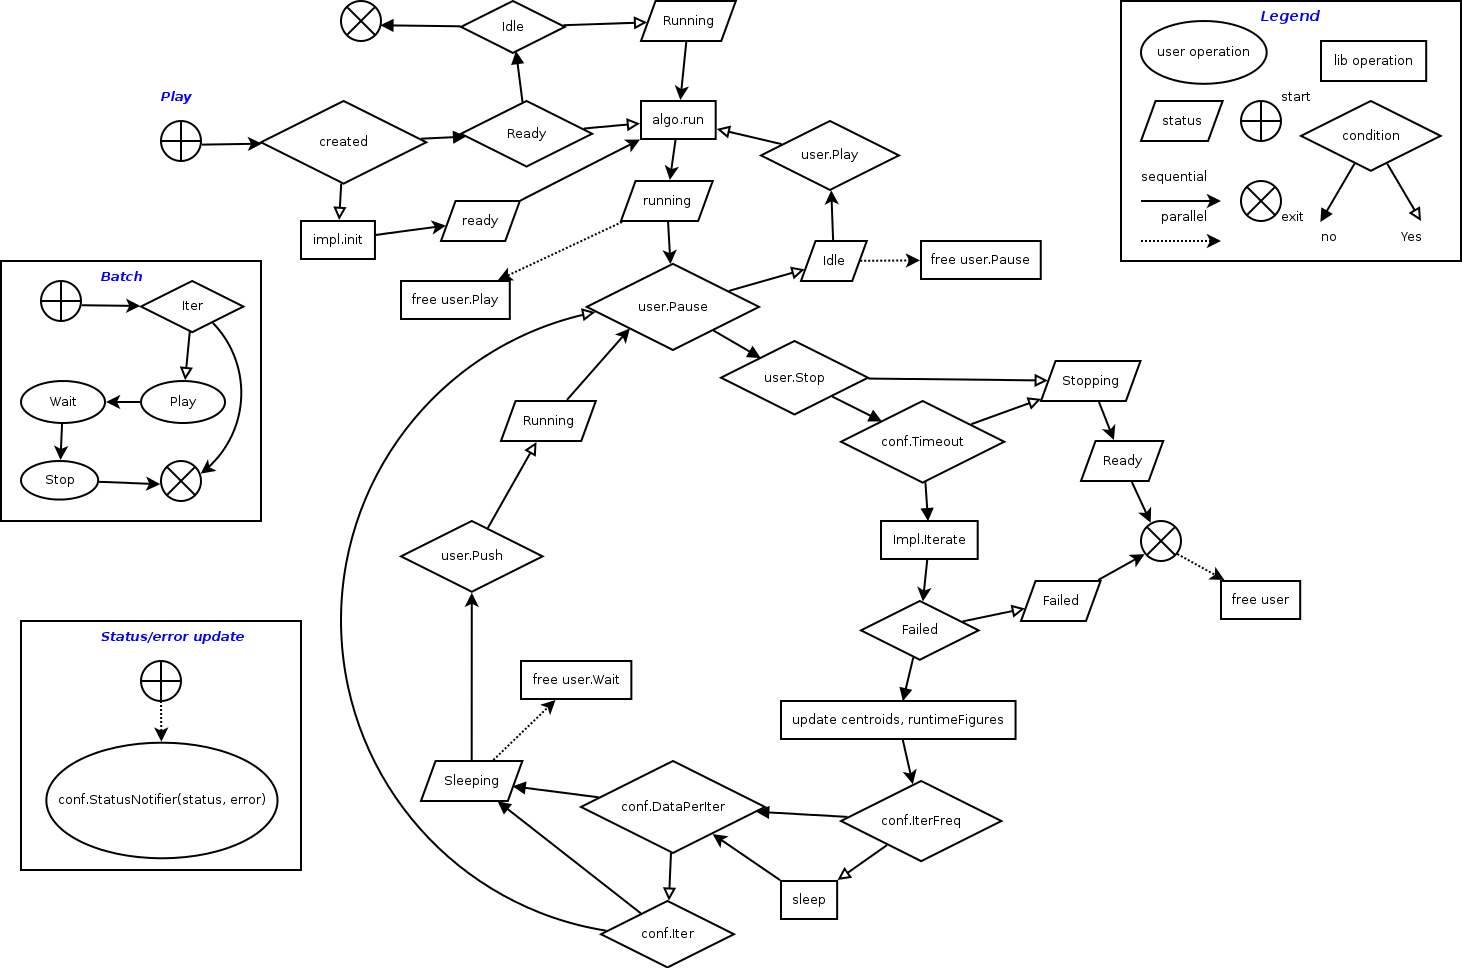 Idle
Running
Legend
user operation
lib operation
Play
start
created
Ready
algo.run
status
condition
user.Play
sequential
running
ready
parallel
exit
impl.init
no
Yes
Idle
free user.Pause
Batch
free user.Play
user.Pause
Iter
user.Stop
Stopping
Wait
Play
Running
conf.Timeout
Ready
Stop
Impl.Iterate
user.Push
Failed
free user
Failed
Status/error update
free user.Wait
update centroids, runtimeFigures
Sleeping
conf.StatusNotifier(status, error)
conf.DataPerIter
conf.IterFreq
sleep
conf.Iter